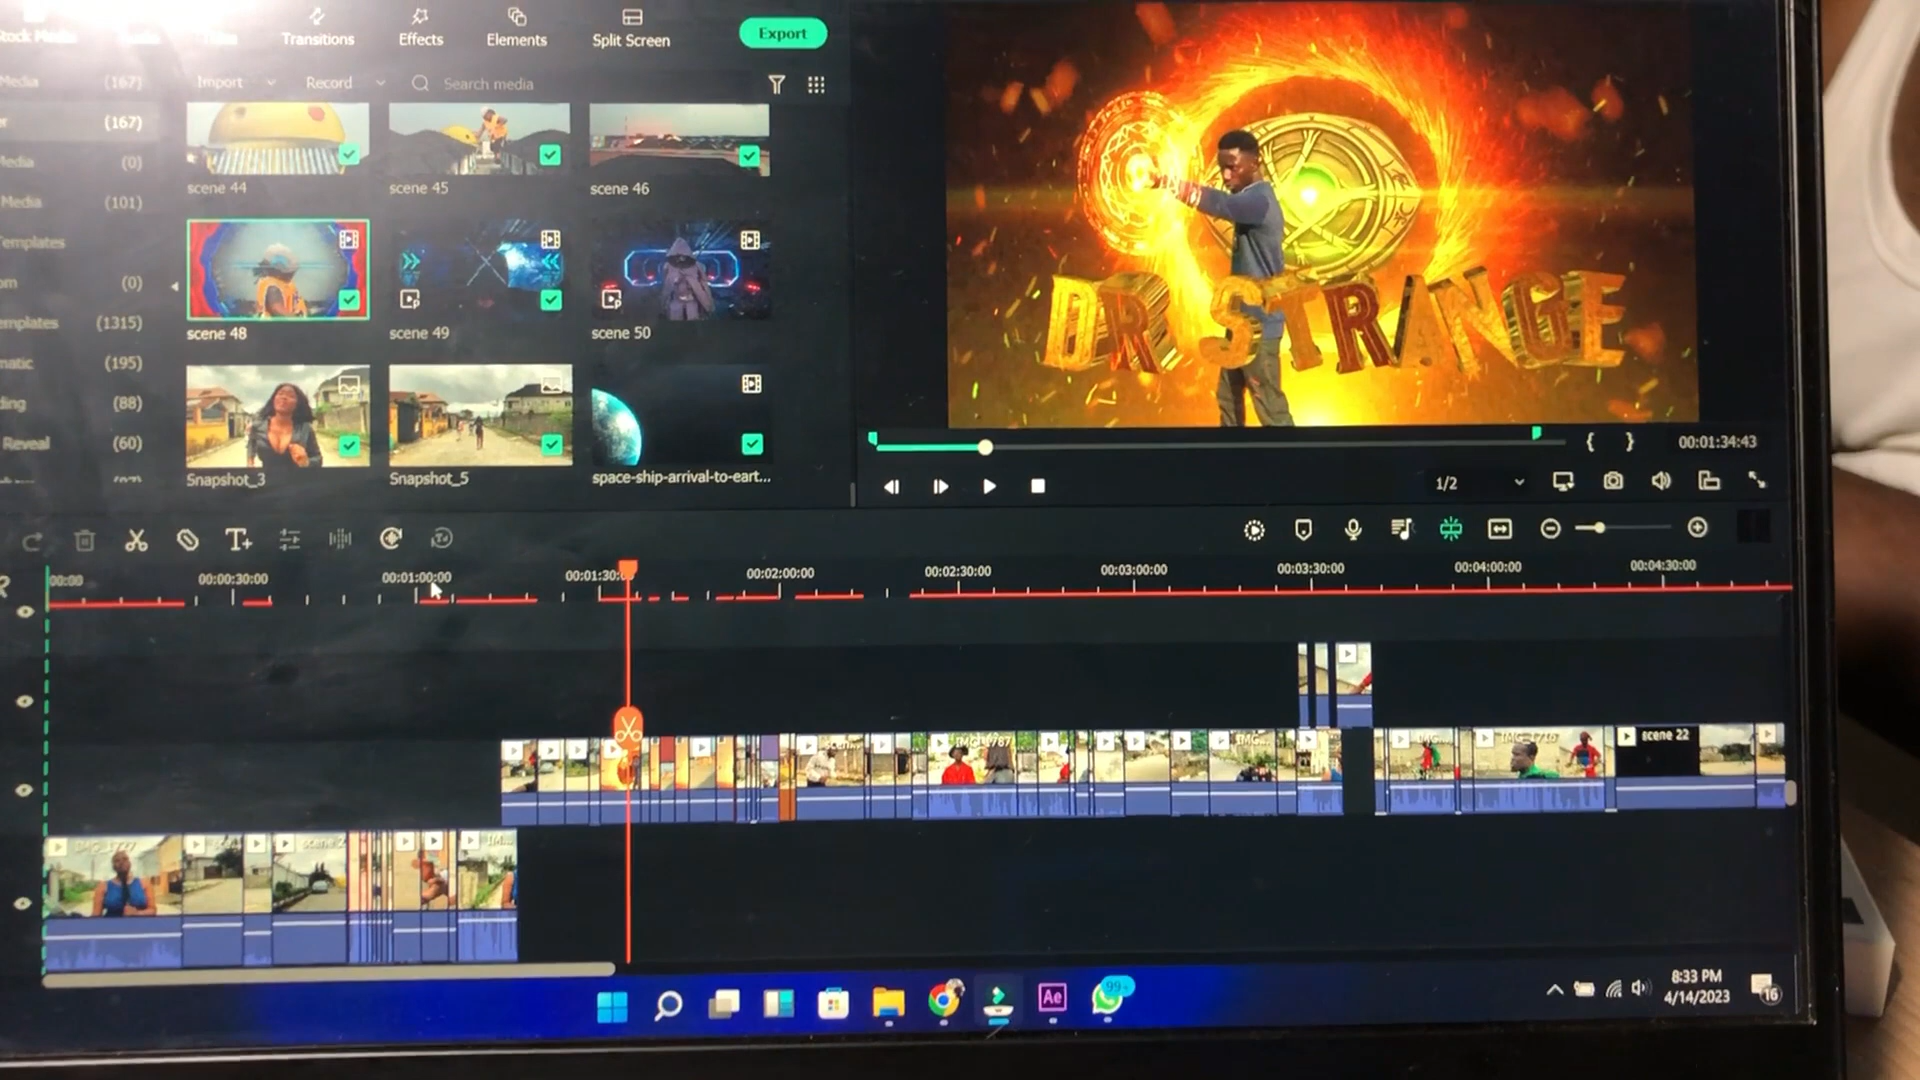 Stock Media
Transitions
Effects
Elements
Split Screen
Export
Media (167)
Import
Record
Search media
(167)
Media (0)
Media (101)
Templates
(0)
emplates (1315)
matic (195)
ding (88)
Reveal (60)
scene 44
scene 45
scene 46
scene 48
scene 49
scene 50
Snapshot_3
Snapshot_5
space-ship-arrival-to-eart...
DR STRANGE
{ }
00:01:34:43
1/2
00:00
00:00:30:00
00:01:00:00
00:01:30:
00:02:00:00
00:02:30:00
00:03:00:00
00:03:30:00
00:04:00:00
00:04:30:00
scene 22
Ae
99+
8:33 PM
4/14/2023
16